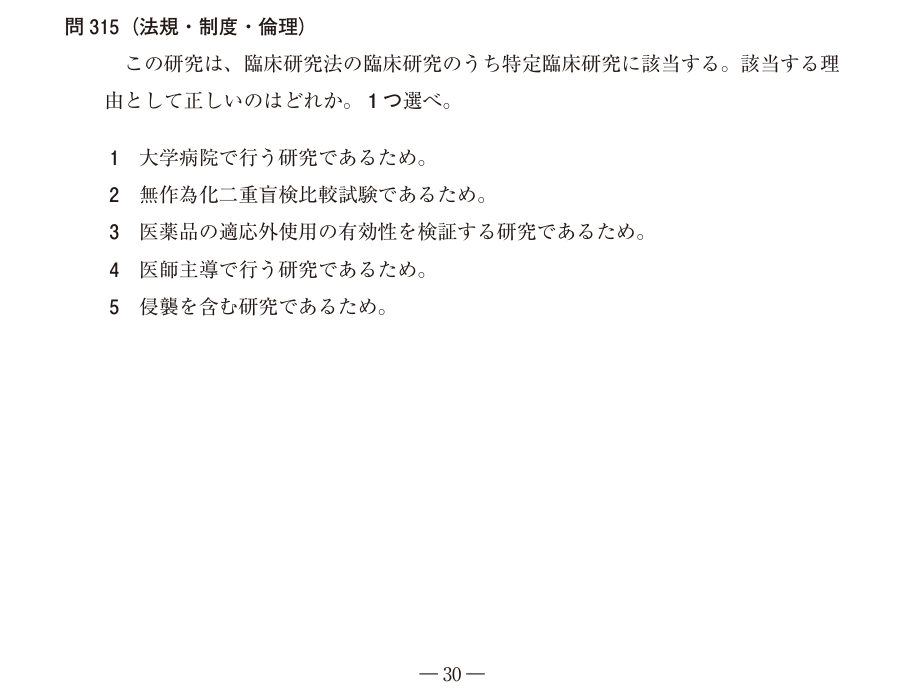 問 315（法規・制度・倫理）
この研究は、臨床研究法の臨床研究のうち特定臨床研究に該当する。該当する理
由として正しいのはどれか。1つ選べ。
1 大学病院で行う研究であるため。
2 無作為化二重盲検比較試験であるため。
3 医薬品の適応外使用の有効性を検証する研究であるため。
4 医師主導で行う研究であるため。
5 侵襲を含む研究であるため。
― 30 ―